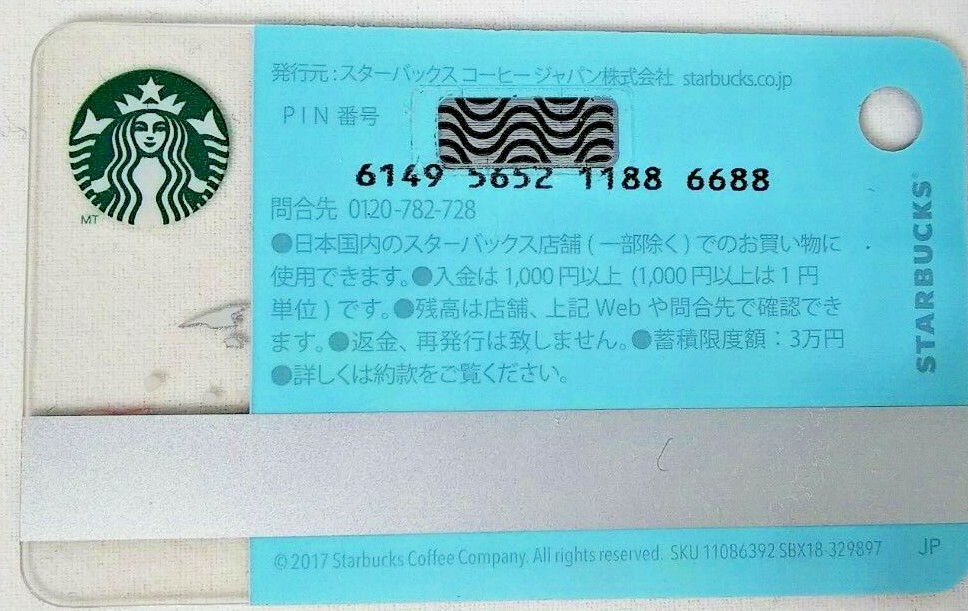 発行元:スターバックス コーヒー ジャパン株式会社 starbucks.co.jp
PIN 番号
6149 5652 1188 6688
MT
問合先 0120-782-728
●日本国内のスターバックス店舗 ( 一部除く ) でのお買い物に
使用できます。●入金は 1,000 円以上 (1,000 円以上は 1 円
単位 ) です。●残高は店舗、上記 Web や問合先で確認でき
ます。●返金、再発行は致しません。●蓄積限度額：3万円
●詳しくは約款をご覧ください。
STARBUCKS®
© 2017 Starbucks Coffee Company. All rights reserved. SKU 11086392 SBX18-329897 JP